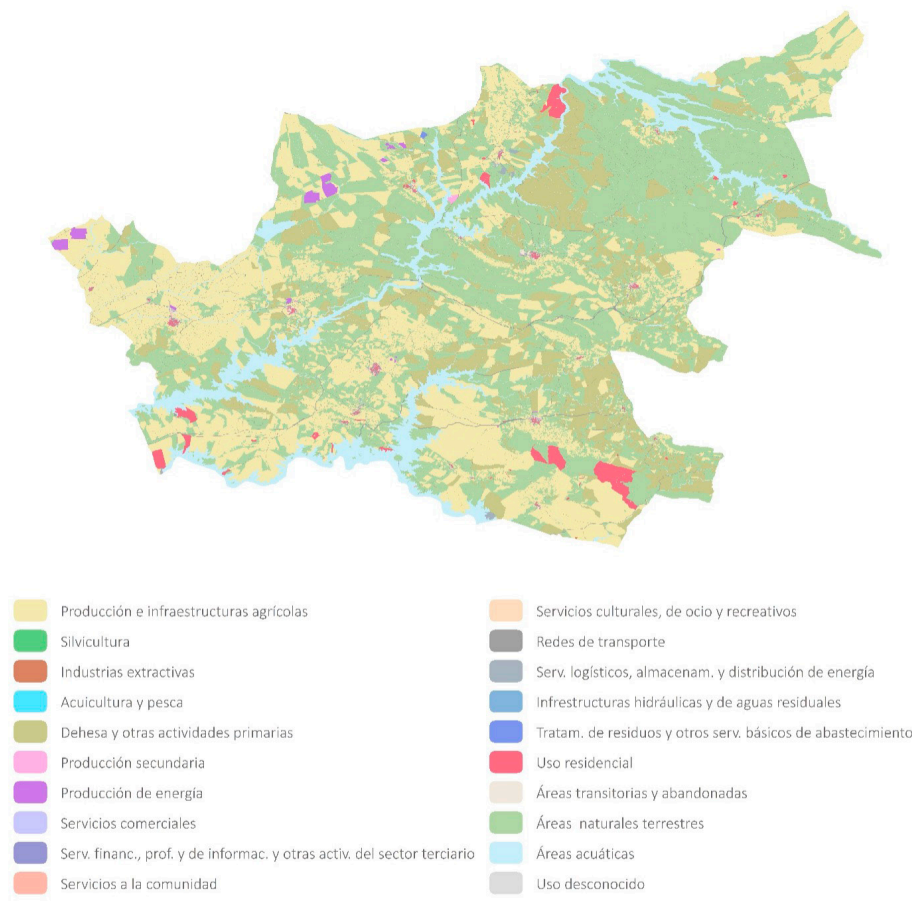 Producción e infraestructuras agrícolas
Silvicultura
Industrias extractivas
Acuicultura y pesca
Dehesa y otras actividades primarias
Producción secundaria
Producción de energía
Servicios comerciales
Serv. financ., prof. y de informac. y otras activ. del sector terciario
Servicios a la comunidad
Servicios culturales, de ocio y recreativos
Redes de transporte
Serv. logísticos, almacenam. y distribución de energía
Infrestructuras hidráulicas y de aguas residuales
Tratam. de residuos y otros serv. básicos de abastecimiento
Uso residencial
Áreas transitorias y abandonadas
Áreas naturales terrestres
Áreas acuáticas
Uso desconocido